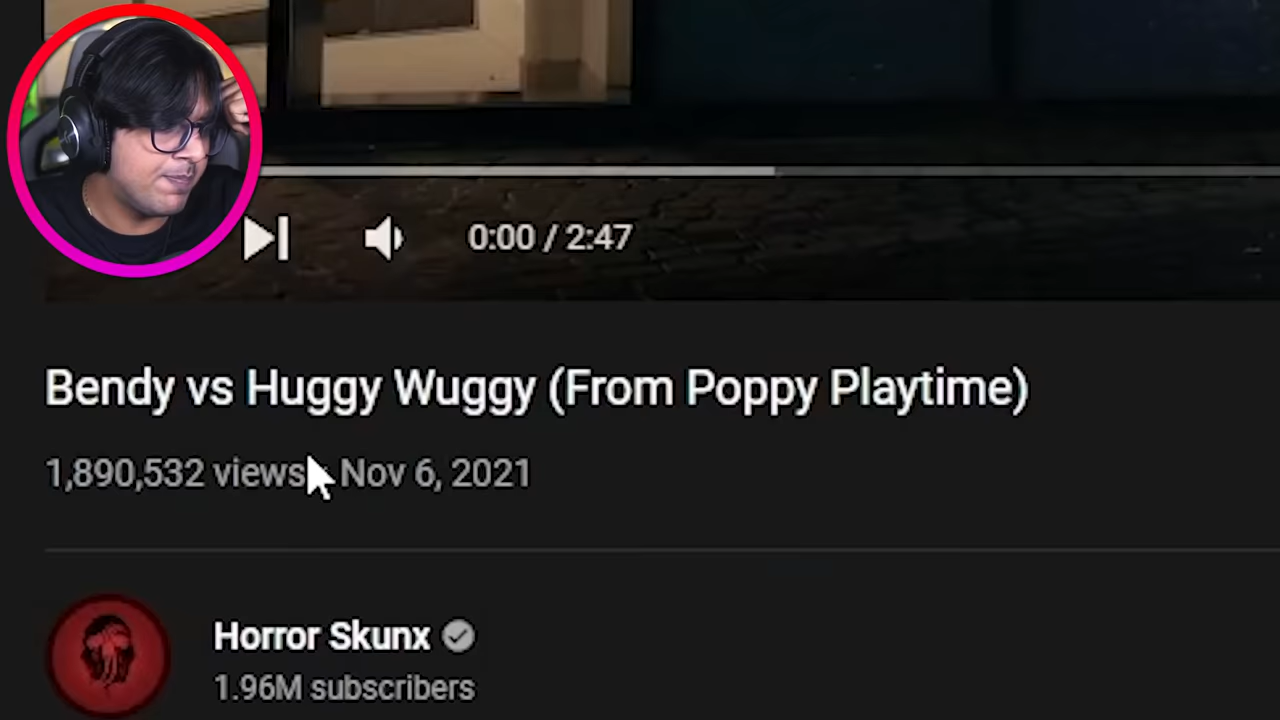 0:00 / 2:47
Bendy vs Huggy Wuggy (From Poppy Playtime)
1,890,532 views Nov 6, 2021
Horror Skunx
1.96M subscribers